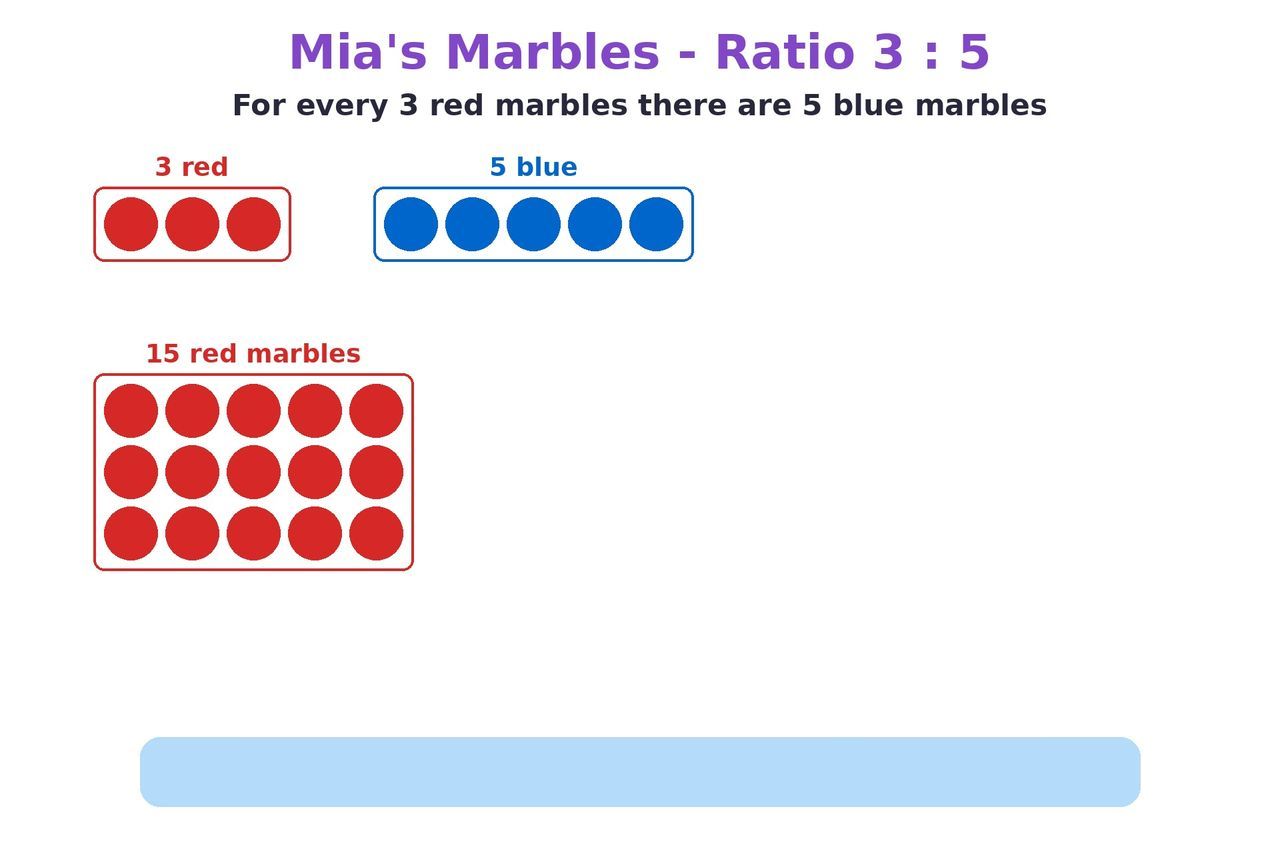 Mia's Marbles - Ratio 3 : 5
For every 3 red marbles there are 5 blue marbles
3 red
5 blue
15 red marbles